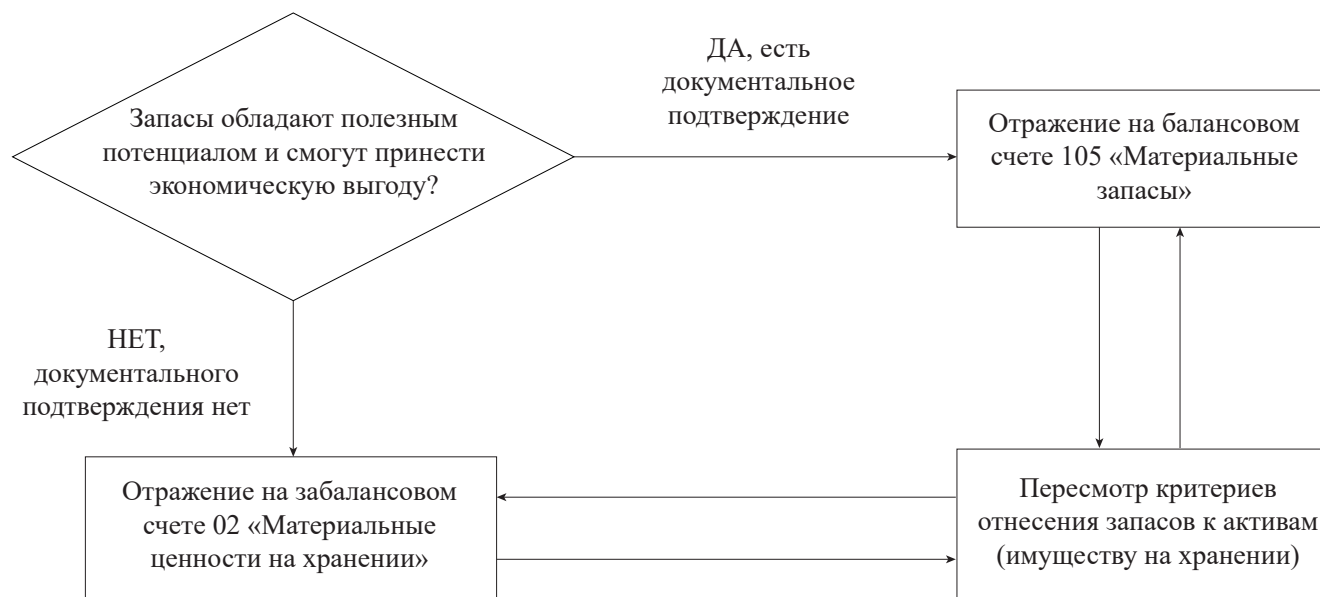 Запасы обладают полезным
потенциалом и смогут принести
экономическую выгоду?
ДА, есть
документальное
подтверждение
Отражение на балансовом
счете 105 «Материальные
запасы»
НЕТ,
документального
подтверждения нет
Отражение на забалансовом
счете 02 «Материальные
ценности на хранении»
Пересмотр критериев
отнесения запасов к активам
(имуществу на хранении)